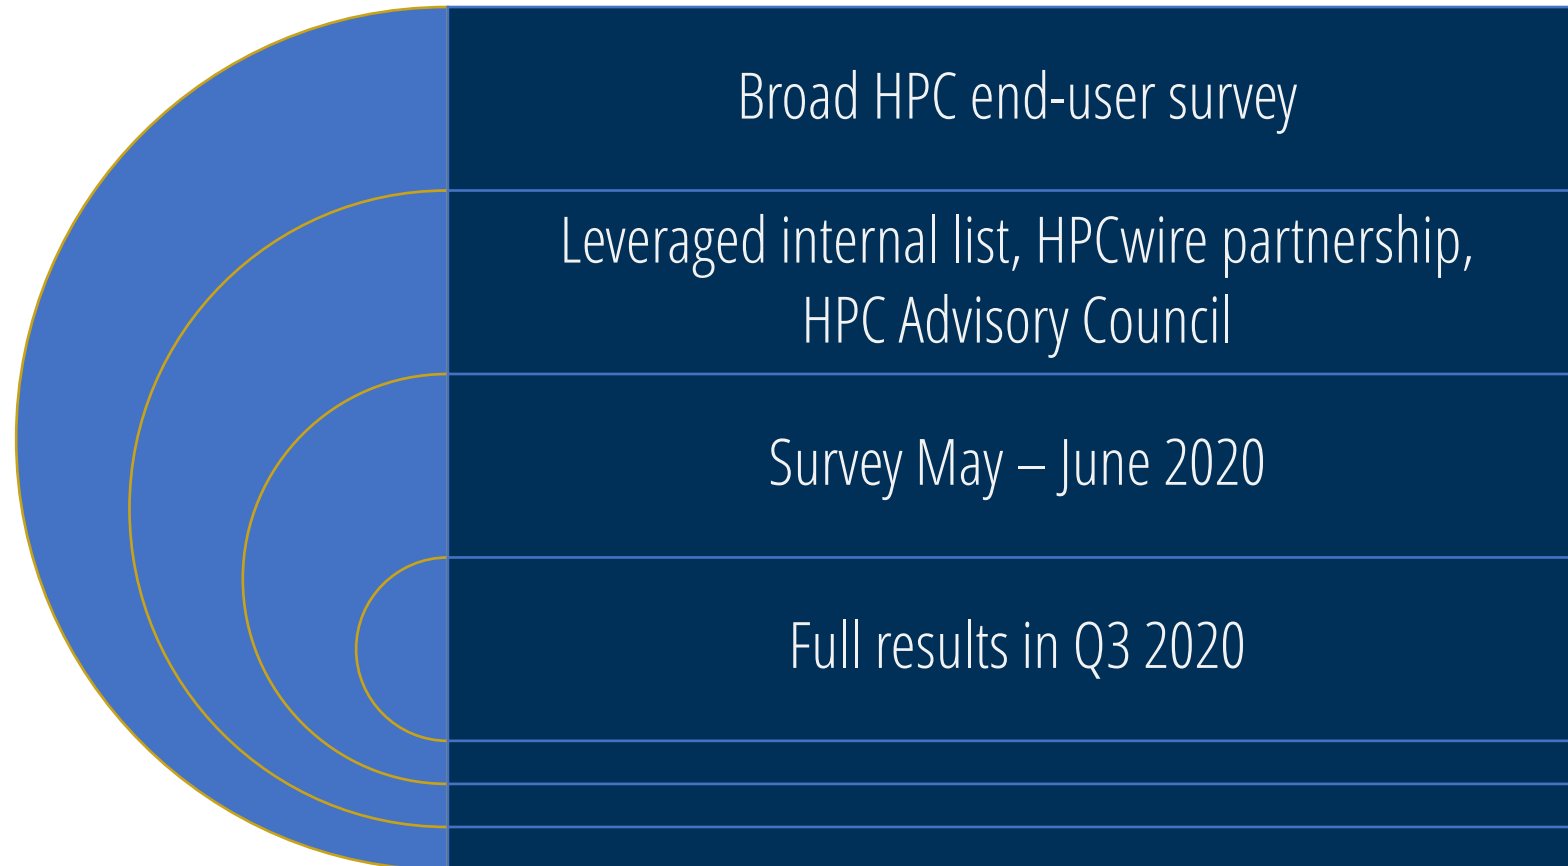 Broad HPC end-user survey
Leveraged internal list, HPCwire partnership,
HPC Advisory Council
Survey May – June 2020
Full results in Q3 2020